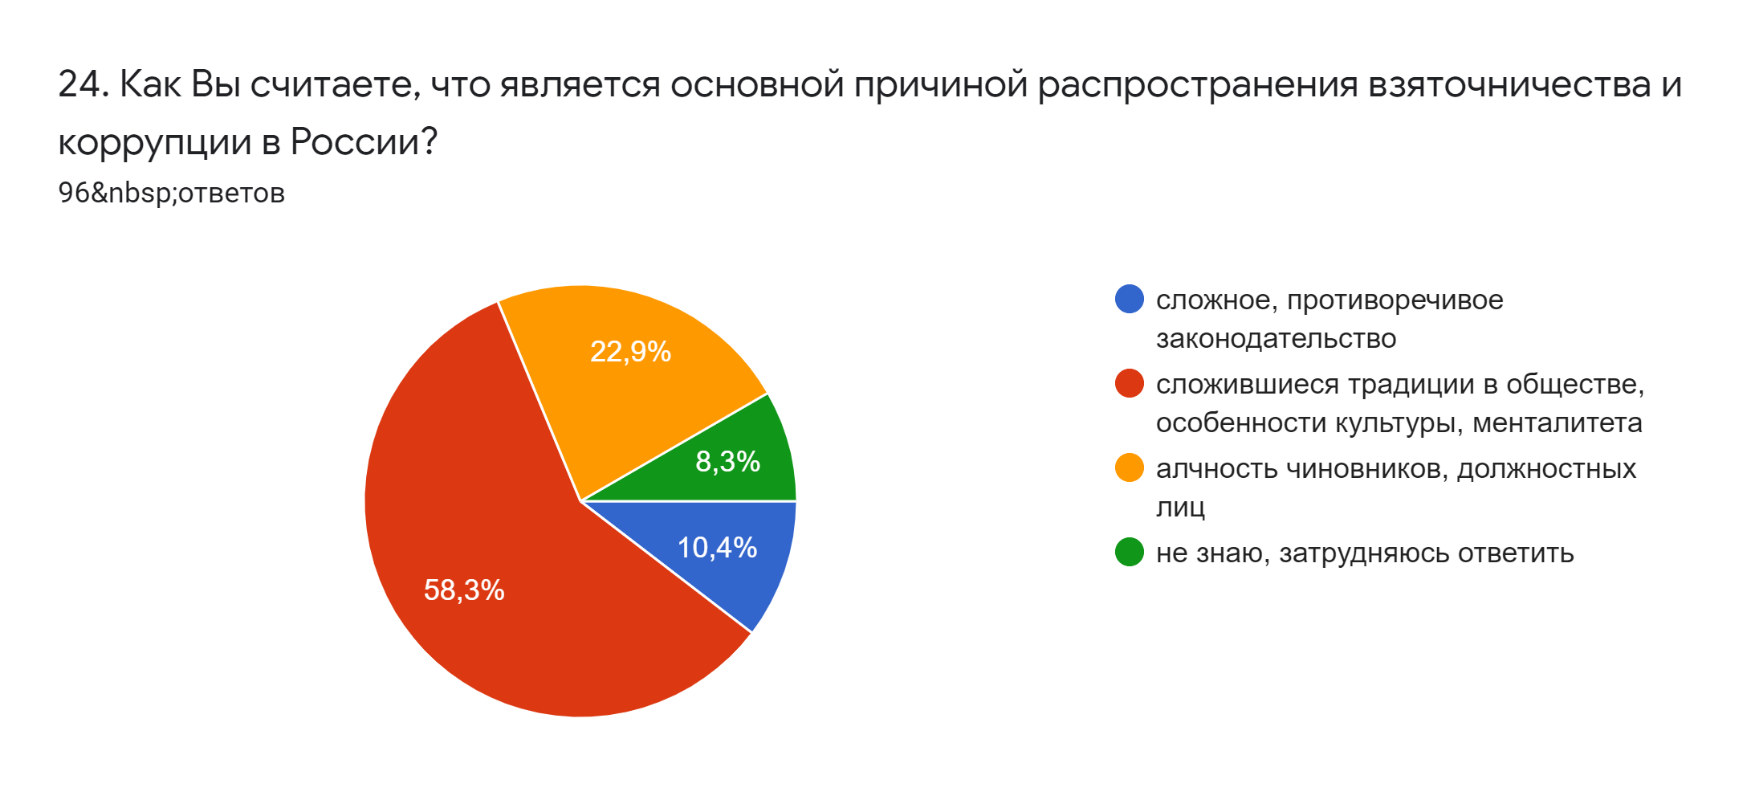 24. Как Вы считаете, что является основной причиной распространения взяточничества и
коррупции в России?
96&nbsp;ответов
22,9%
8,3%
10,4%
58,3%
сложное, противоречивое
законодательство
сложившиеся традиции в обществе,
особенности культуры, менталитета
алчность чиновников, должностных
лиц
не знаю, затрудняюсь ответить